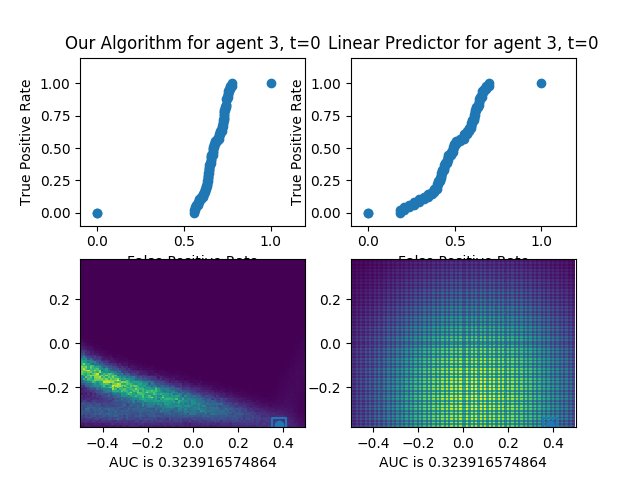 Our Algorithm for agent 3, t=0
Linear Predictor for agent 3, t=0
True Positive Rate
1.00
0.75
0.50
0.25
0.00
0.0 0.5 1.0
False Positive Rate
True Positive Rate
1.00
0.75
0.50
0.25
0.00
0.0 0.5 1.0
False Positive Rate
0.2
0.0
−0.2
−0.4 −0.2 0.0 0.2 0.4
AUC is 0.323916574864
0.2
0.0
−0.2
−0.4 −0.2 0.0 0.2 0.4
AUC is 0.323916574864